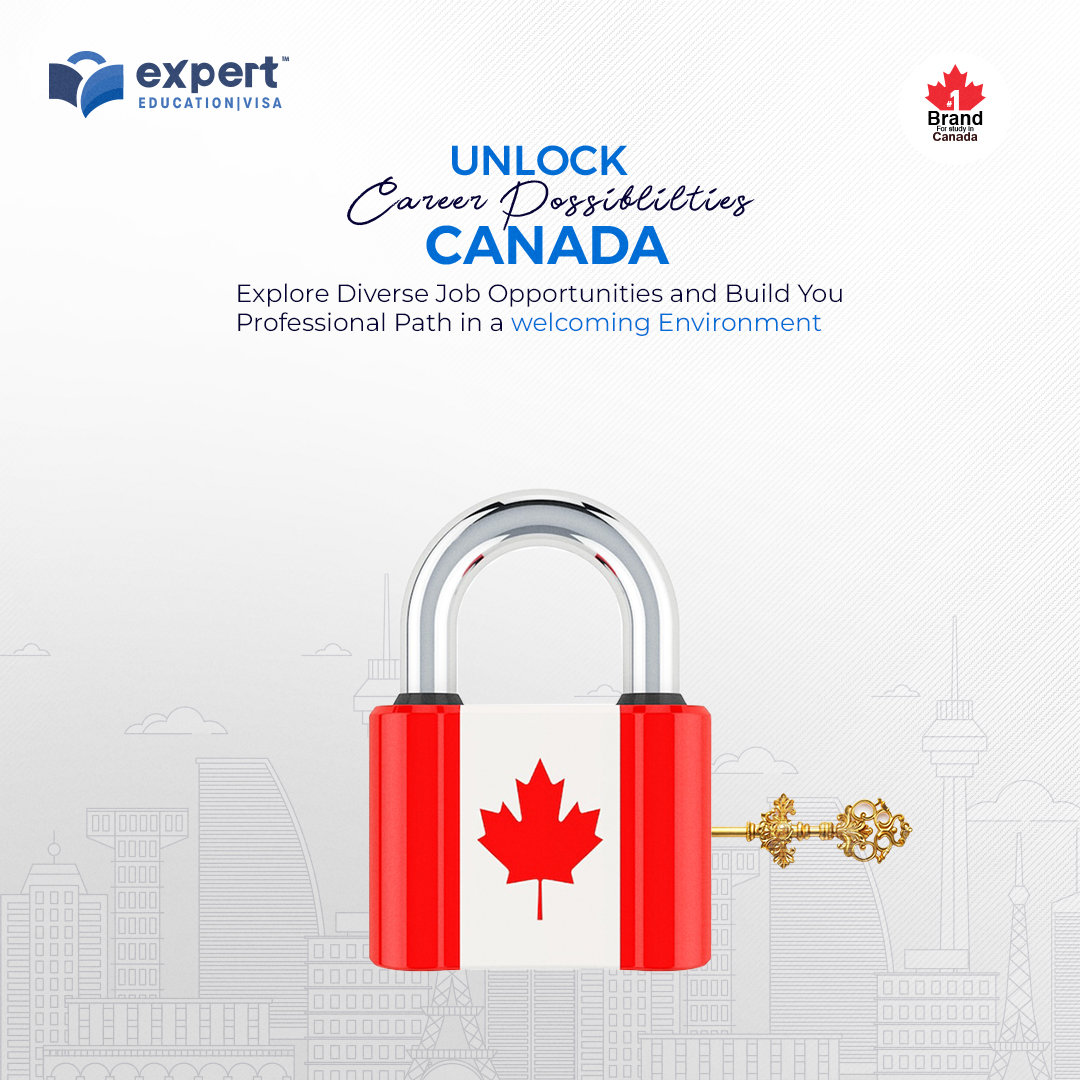 expert™
EDUCATION|VISA
#1
Brand
For study in
Canada
UNLOCK
Career Possiblilties
CANADA
Explore Diverse Job Opportunities and Build You
Professional Path in a welcoming Environment